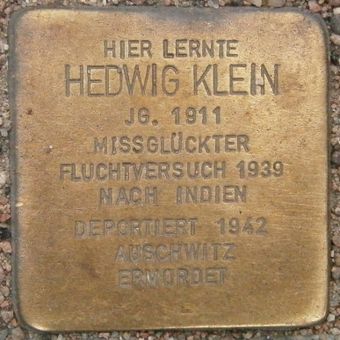 HIER LERNTE
HEDWIG KLEIN
JG. 1911
MISSGLÜCKTER
FLUCHTVERSUCH 1939
NACH INDIEN
DEPORTIERT 1942
AUSCHWITZ
ERMORDET